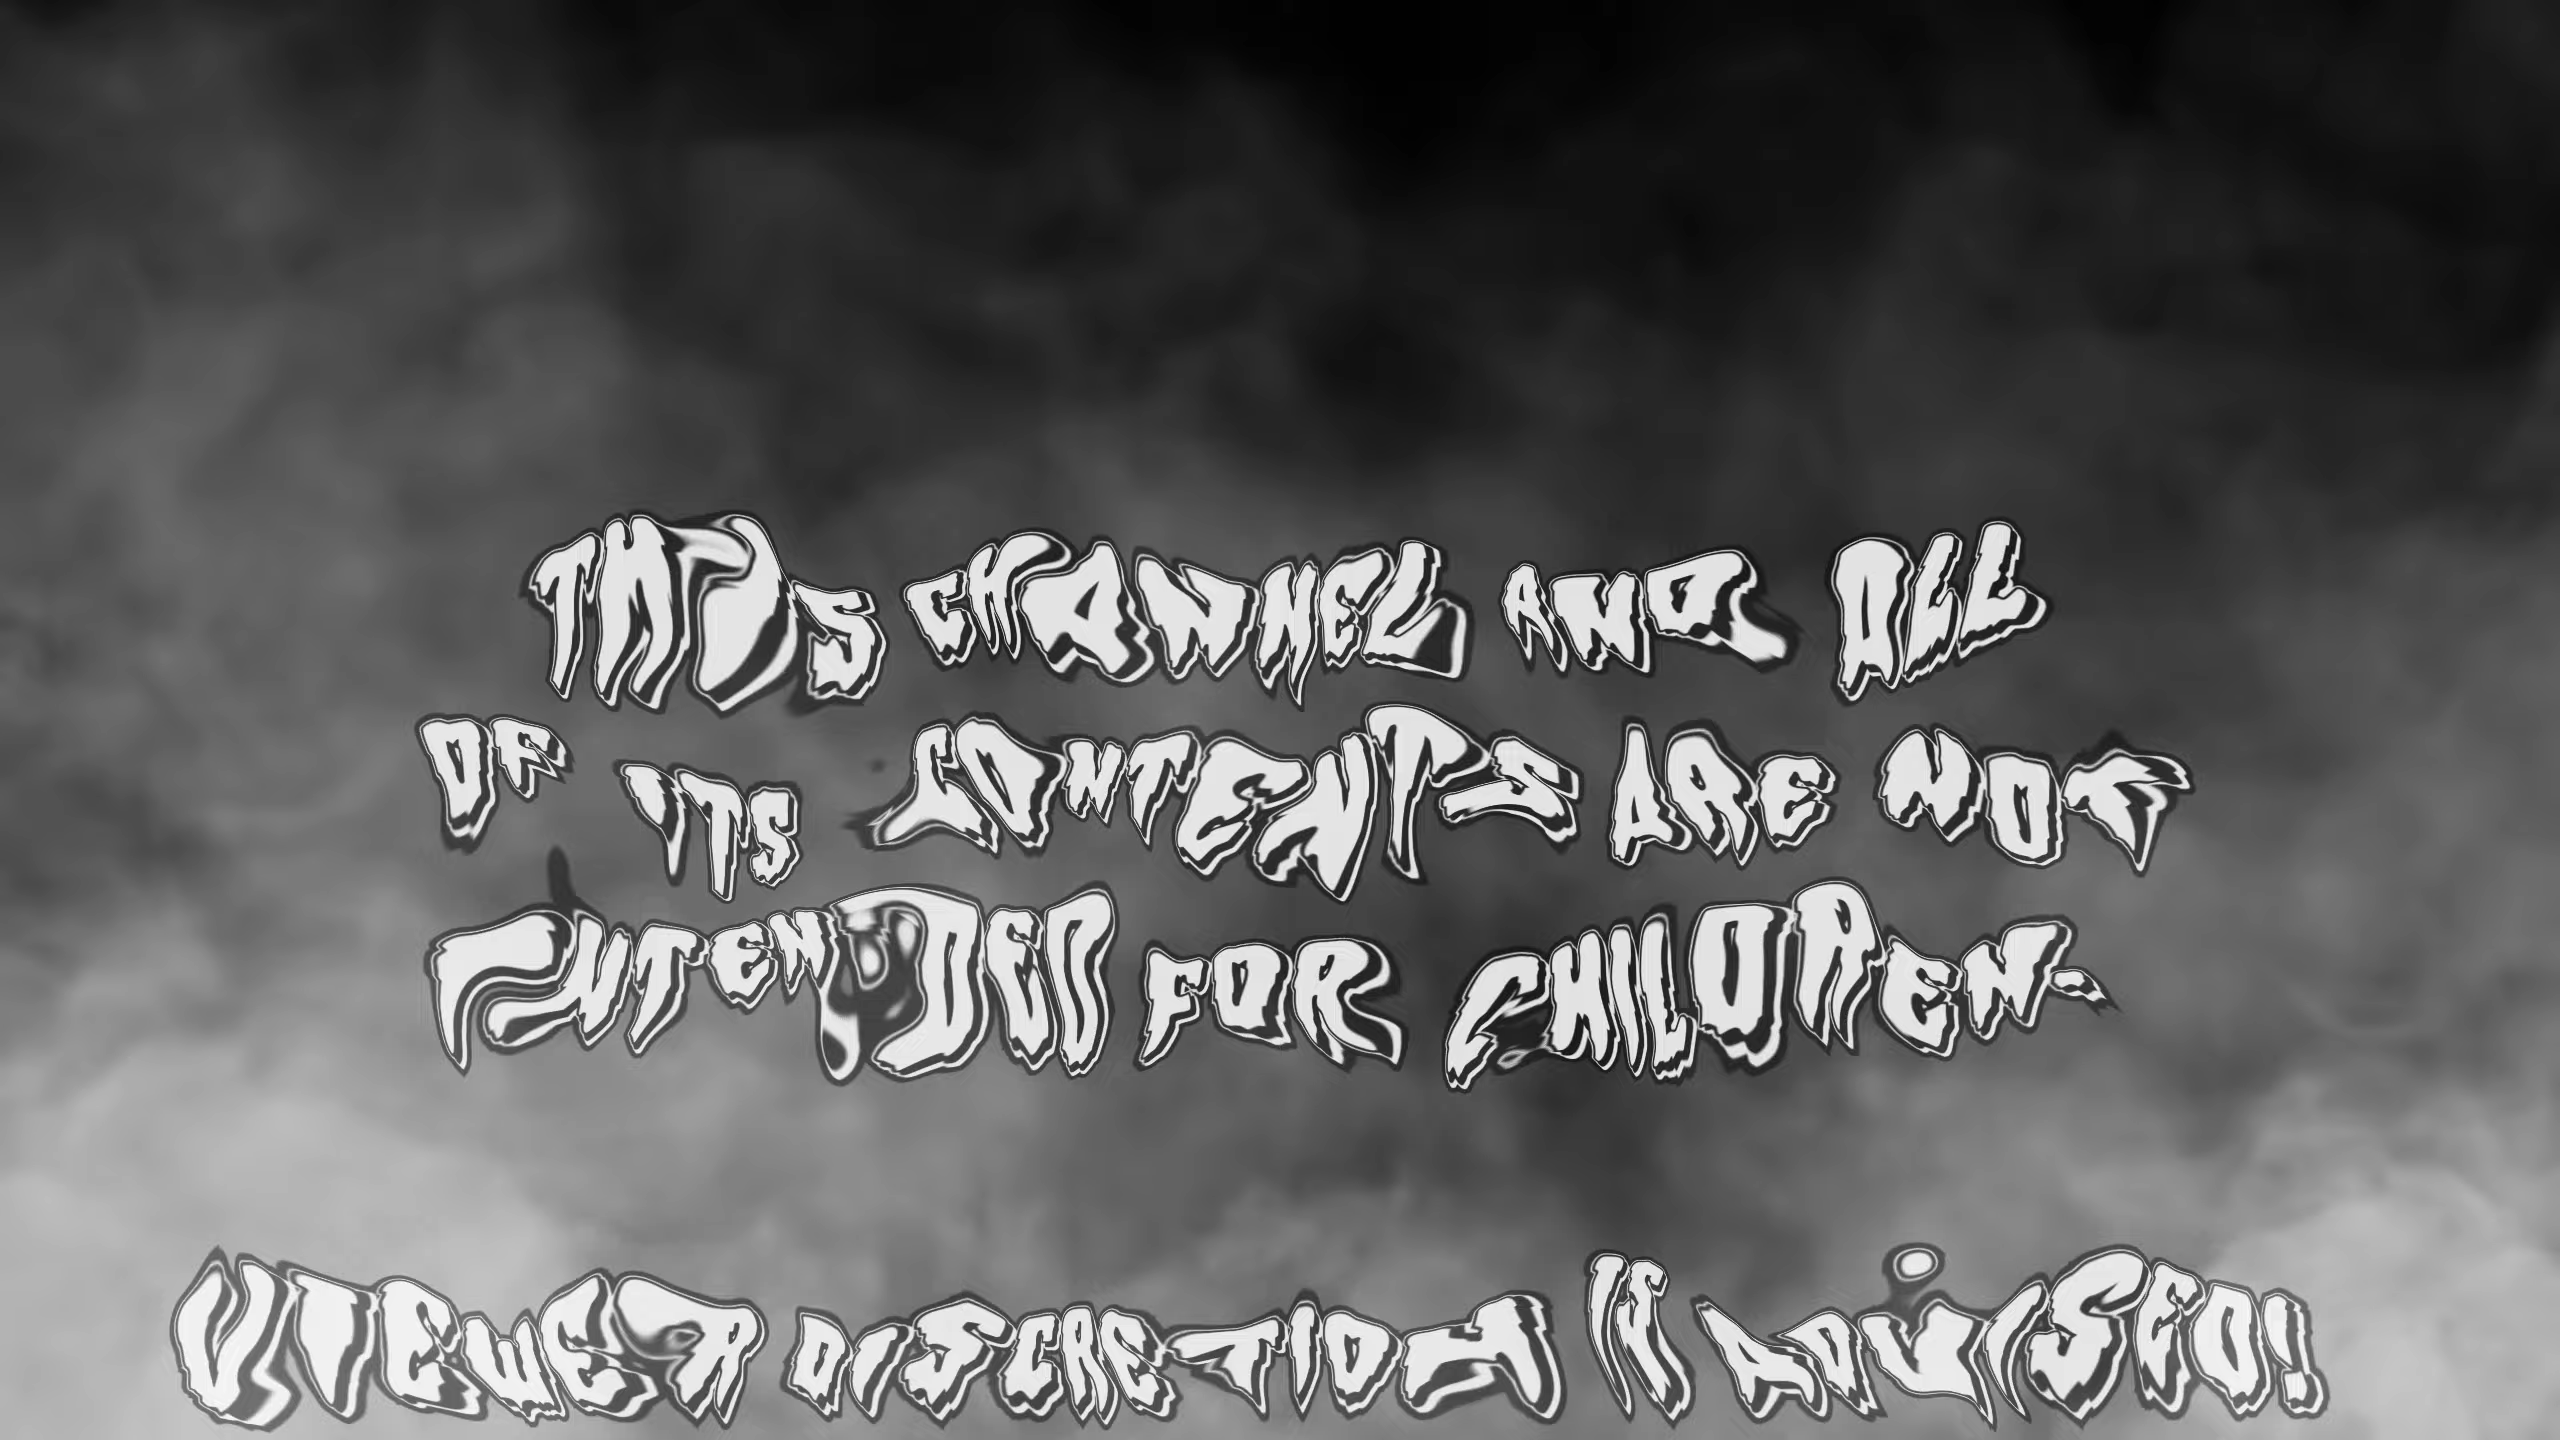 THIS CHANNEL AND ALL
OF ITS CONTENTS ARE NOT
INTENDED FOR CHILDREN.
VIEWER DISCRETION IS ADVISED!